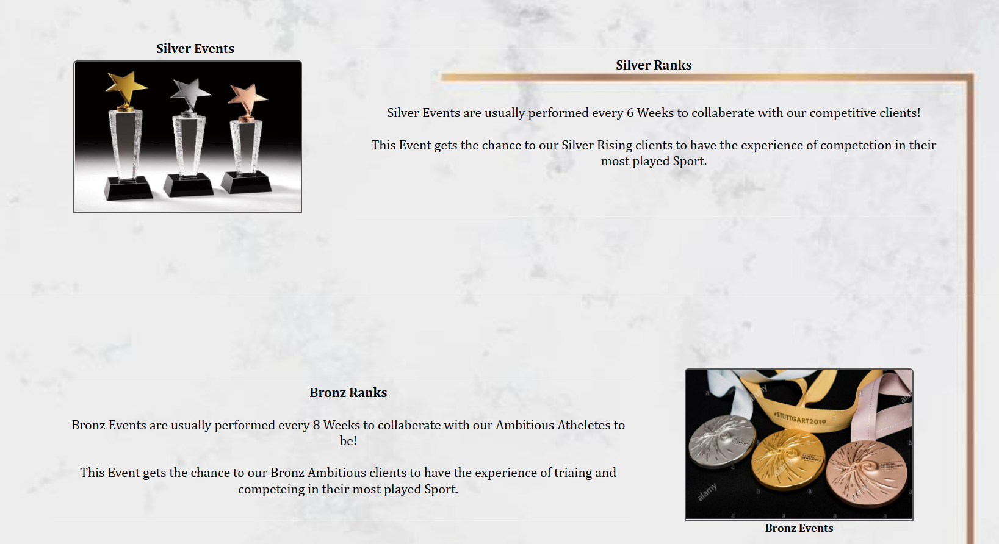 Silver Events
Silver Ranks
Silver Events are usually performed every 6 Weeks to collaberate with our competitive clients!
This Event gets the chance to our Silver Rising clients to have the experience of competetion in their
most played Sport.
Bronz Ranks
Bronz Events are usually performed every 8 Weeks to collaberate with our Ambitious Atheletes to
be!
This Event gets the chance to our Bronz Ambitious clients to have the experience of triaing and
competeing in their most played Sport.
#STUTTGART2019
alamy
alamy
alamy
alamy
alamy
a
a
a
a
a
a
a
a
a
a
a
a
a
Bronz Events